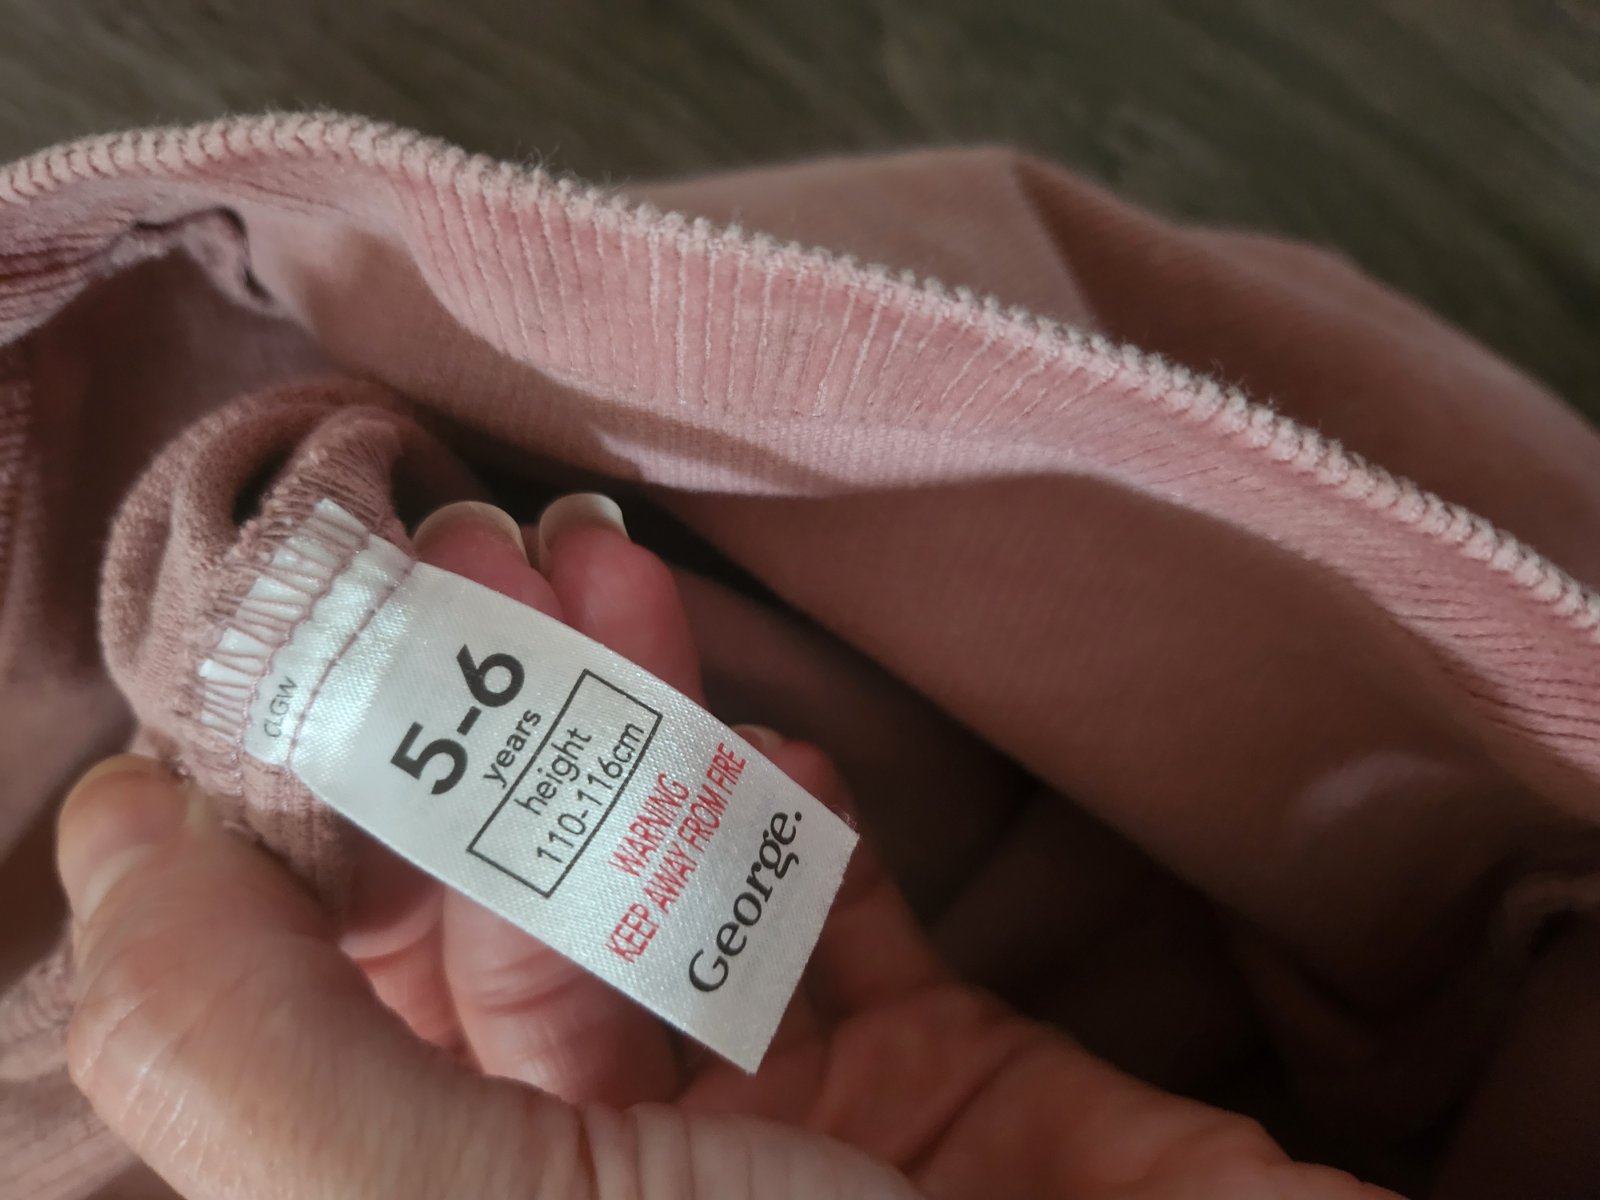 CLGW
5-6
years
height
110-116cm
WARNING
KEEP AWAY FROM FIRE
George.